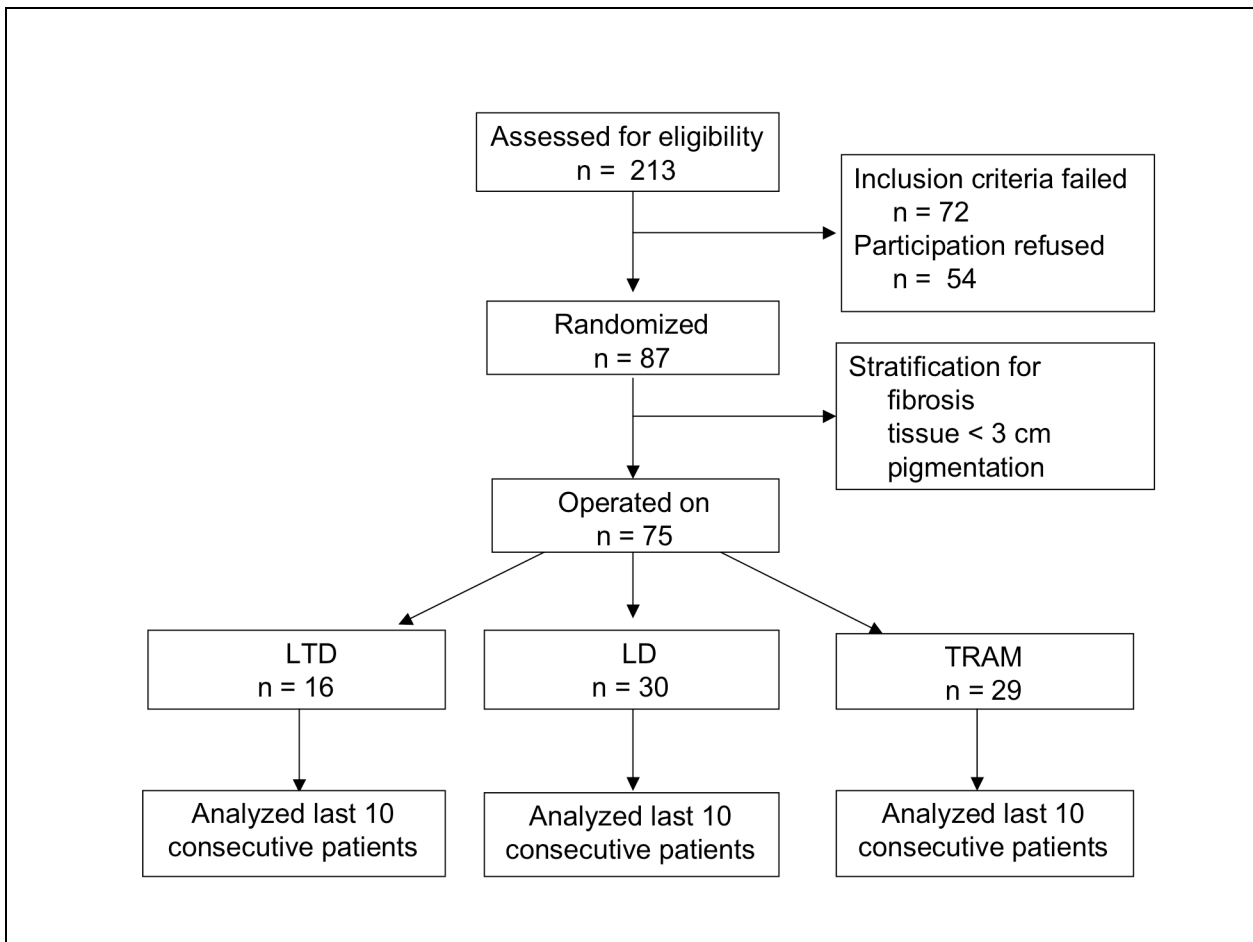 Assessed for eligibility
n = 213
Inclusion criteria failed
n = 72
Participation refused
n = 54
Randomized
n = 87
Stratification for
fibrosis
tissue < 3 cm
pigmentation
Operated on
n = 75
LTD
n = 16
LD
n = 30
TRAM
n = 29
Analyzed last 10
consecutive patients
Analyzed last 10
consecutive patients
Analyzed last 10
consecutive patients